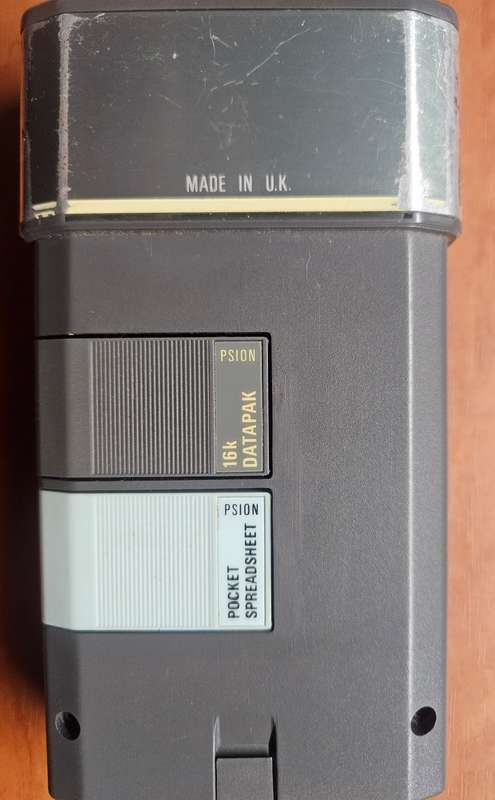 MADE IN U.K.
PSION
16k
DATAPAK
PSION
POCKET
SPREADSHEET